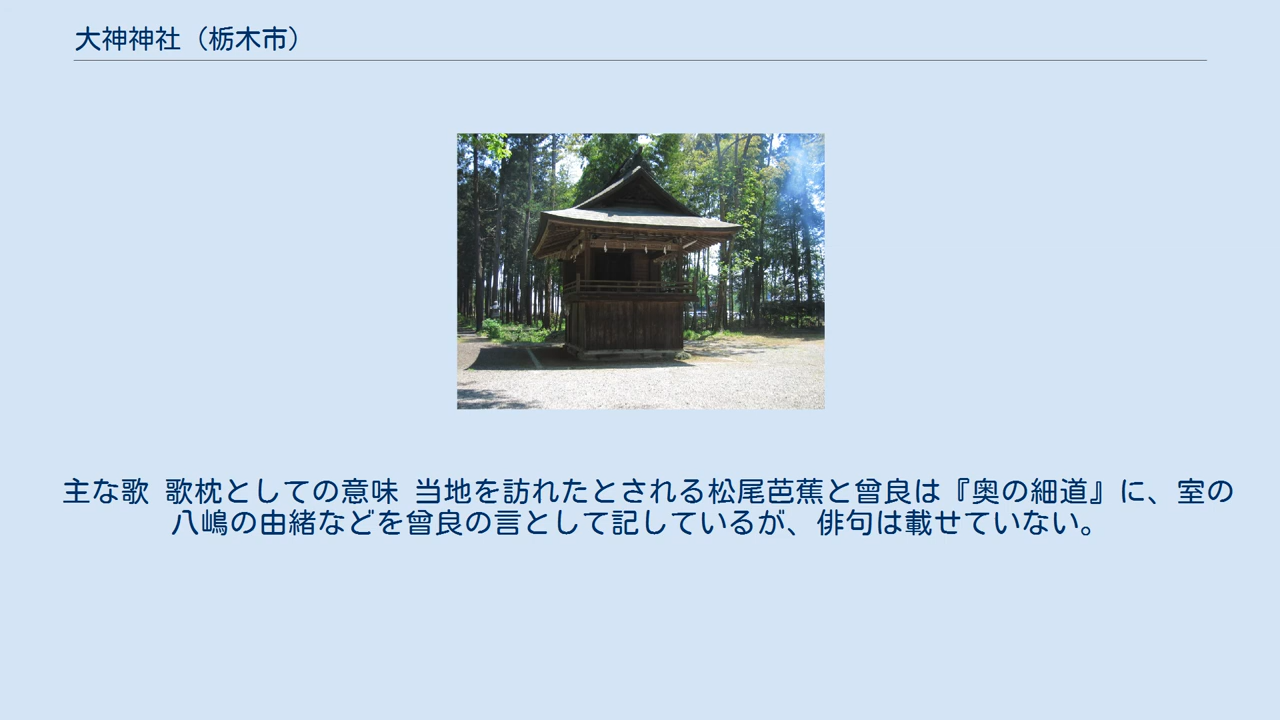 大神神社（栃木市）
主な歌 歌枕としての意味 当地を訪れたとされる松尾芭蕉と曾良は『奥の細道』に、室の
八嶋の由緒などを曾良の言として記しているが、俳句は載せていない。